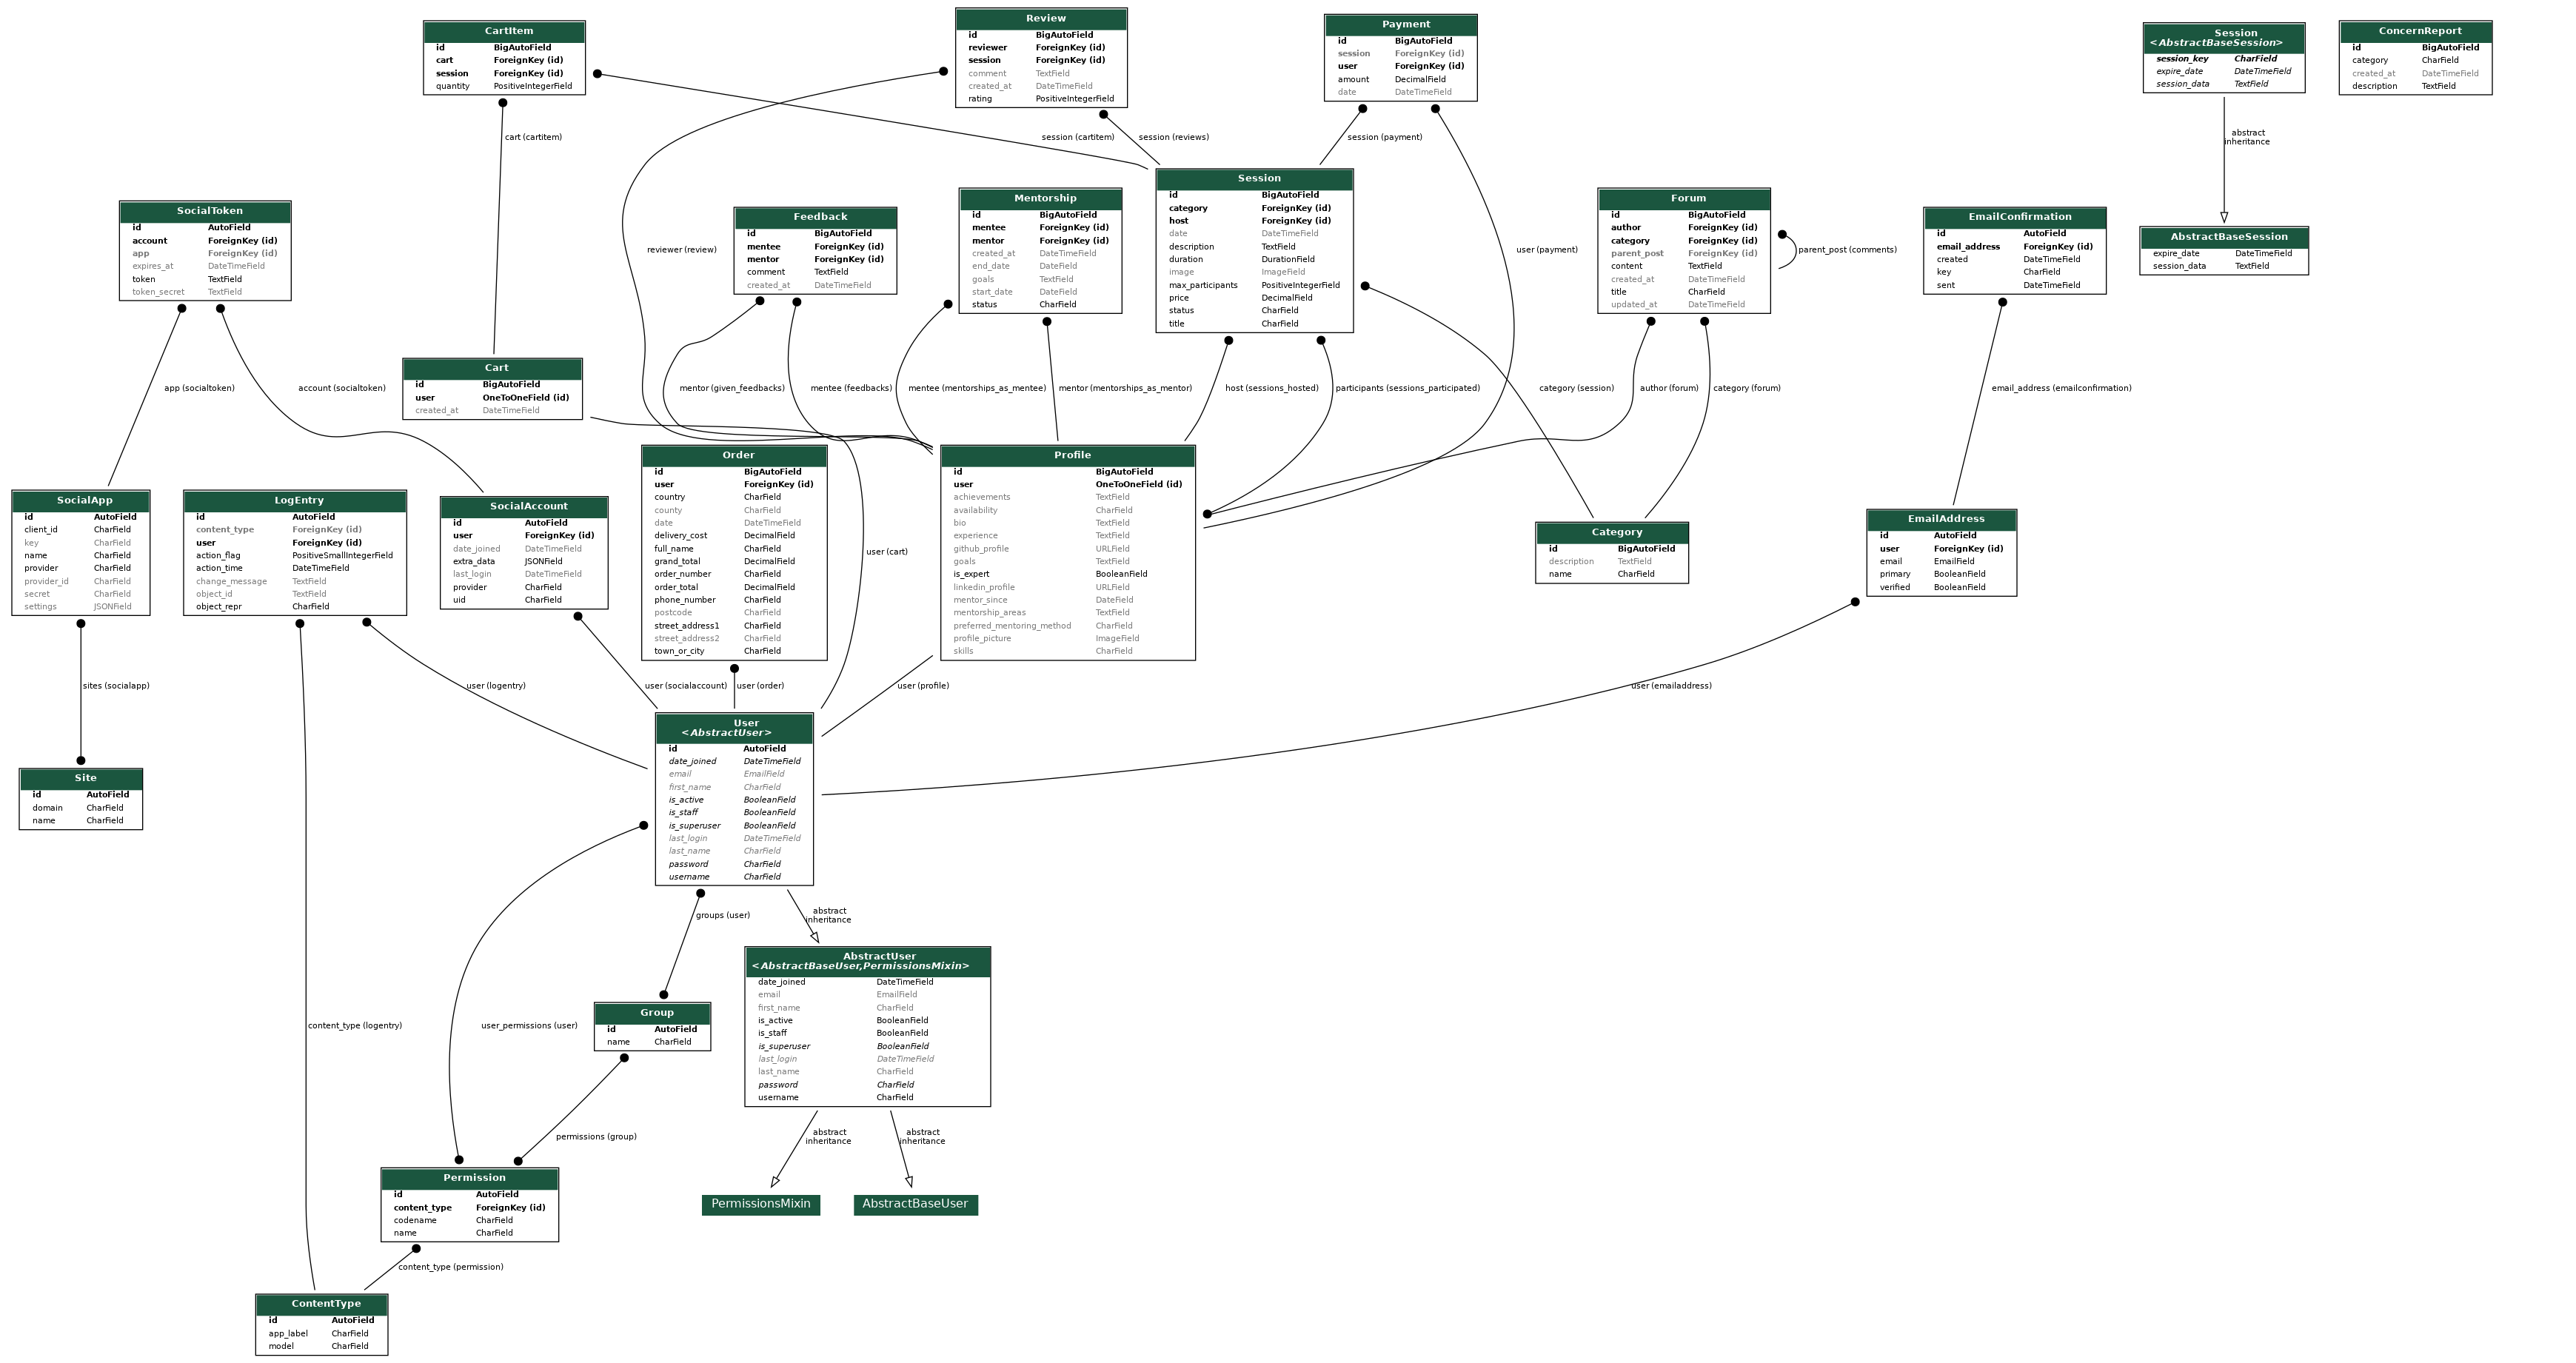 CartItem
id BigAutoField
cart ForeignKey (id)
session ForeignKey (id)
quantity PositiveIntegerField
Review
id BigAutoField
reviewer ForeignKey (id)
session ForeignKey (id)
comment TextField
created_at DateTimeField
rating PositiveIntegerField
Payment
id BigAutoField
session ForeignKey (id)
user ForeignKey (id)
amount DecimalField
date DateTimeField
Session
<AbstractBaseSession>
session_key CharField
expire_date DateTimeField
session_data TextField
ConcernReport
id BigAutoField
category CharField
created_at DateTimeField
description TextField
cart (cartitem)
session (cartitem)
session (reviews)
session (payment)
abstract
inheritance
SocialToken
id AutoField
account ForeignKey (id)
app ForeignKey (id)
expires_at DateTimeField
token TextField
token_secret TextField
Feedback
id BigAutoField
mentee ForeignKey (id)
mentor ForeignKey (id)
comment TextField
created_at DateTimeField
Mentorship
id BigAutoField
mentee ForeignKey (id)
mentor ForeignKey (id)
created_at DateTimeField
end_date DateField
goals TextField
start_date DateField
status CharField
Session
id BigAutoField
category ForeignKey (id)
host ForeignKey (id)
date DateTimeField
description TextField
duration DurationField
image ImageField
max_participants PositiveIntegerField
price DecimalField
status CharField
title CharField
Forum
id BigAutoField
author ForeignKey (id)
category ForeignKey (id)
parent_post ForeignKey (id)
content TextField
created_at DateTimeField
title CharField
updated_at DateTimeField
EmailConfirmation
id AutoField
email_address ForeignKey (id)
created DateTimeField
key CharField
sent DateTimeField
AbstractBaseSession
expire_date DateTimeField
session_data TextField
reviewer (review)
user (payment)
parent_post (comments)
Cart
id BigAutoField
user OneToOneField (id)
created_at DateTimeField
app (socialtoken)
account (socialtoken)
mentor (given_feedbacks)
mentee (feedbacks)
mentee (mentorships_as_mentee)
mentor (mentorships_as_mentor)
host (sessions_hosted)
participants (sessions_participated)
category (session)
author (forum)
category (forum)
email_address (emailconfirmation)
SocialApp
id AutoField
client_id CharField
key CharField
name CharField
provider CharField
provider_id CharField
secret CharField
settings JSONField
LogEntry
id AutoField
content_type ForeignKey (id)
user ForeignKey (id)
action_flag PositiveSmallIntegerField
action_time DateTimeField
change_message TextField
object_id TextField
object_repr CharField
SocialAccount
id AutoField
user ForeignKey (id)
date_joined DateTimeField
extra_data JSONField
last_login DateTimeField
provider CharField
uid CharField
Order
id BigAutoField
user ForeignKey (id)
country CharField
county CharField
date DateTimeField
delivery_cost DecimalField
full_name CharField
grand_total DecimalField
order_number CharField
order_total DecimalField
phone_number CharField
postcode CharField
street_address1 CharField
street_address2 CharField
town_or_city CharField
user (cart)
Profile
id BigAutoField
user OneToOneField (id)
achievements TextField
availability CharField
bio TextField
experience TextField
github_profile URLField
goals TextField
is_expert BooleanField
linkedin_profile URLField
mentor_since DateField
mentorship_areas TextField
preferred_mentoring_method CharField
profile_picture ImageField
skills CharField
Category
id BigAutoField
description TextField
name CharField
EmailAddress
id AutoField
user ForeignKey (id)
email EmailField
primary BooleanField
verified BooleanField
sites (socialapp)
user (logentry)
user (socialaccount)
user (order)
user (profile)
user (emailaddress)
Site
id AutoField
domain CharField
name CharField
User
<AbstractUser>
id AutoField
date_joined DateTimeField
email EmailField
first_name CharField
is_active BooleanField
is_staff BooleanField
is_superuser BooleanField
last_login DateTimeField
last_name CharField
password CharField
username CharField
groups (user)
abstract
inheritance
AbstractUser
<AbstractBaseUser,PermissionsMixin>
date_joined DateTimeField
email EmailField
first_name CharField
is_active BooleanField
is_staff BooleanField
is_superuser BooleanField
last_login DateTimeField
last_name CharField
password CharField
username CharField
content_type (logentry)
user_permissions (user)
Group
id AutoField
name CharField
permissions (group)
abstract
inheritance
abstract
inheritance
Permission
id AutoField
content_type ForeignKey (id)
codename CharField
name CharField
PermissionsMixin
AbstractBaseUser
content_type (permission)
ContentType
id AutoField
app_label CharField
model CharField